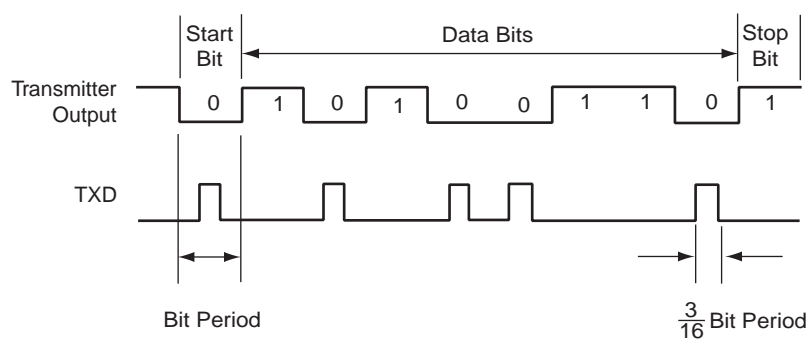 Start
Bit
Data Bits
Stop
Bit
Transmitter
Output
0 1 0 1 0 0 1 1 0 1
TXD
Bit Period
3
16 Bit Period